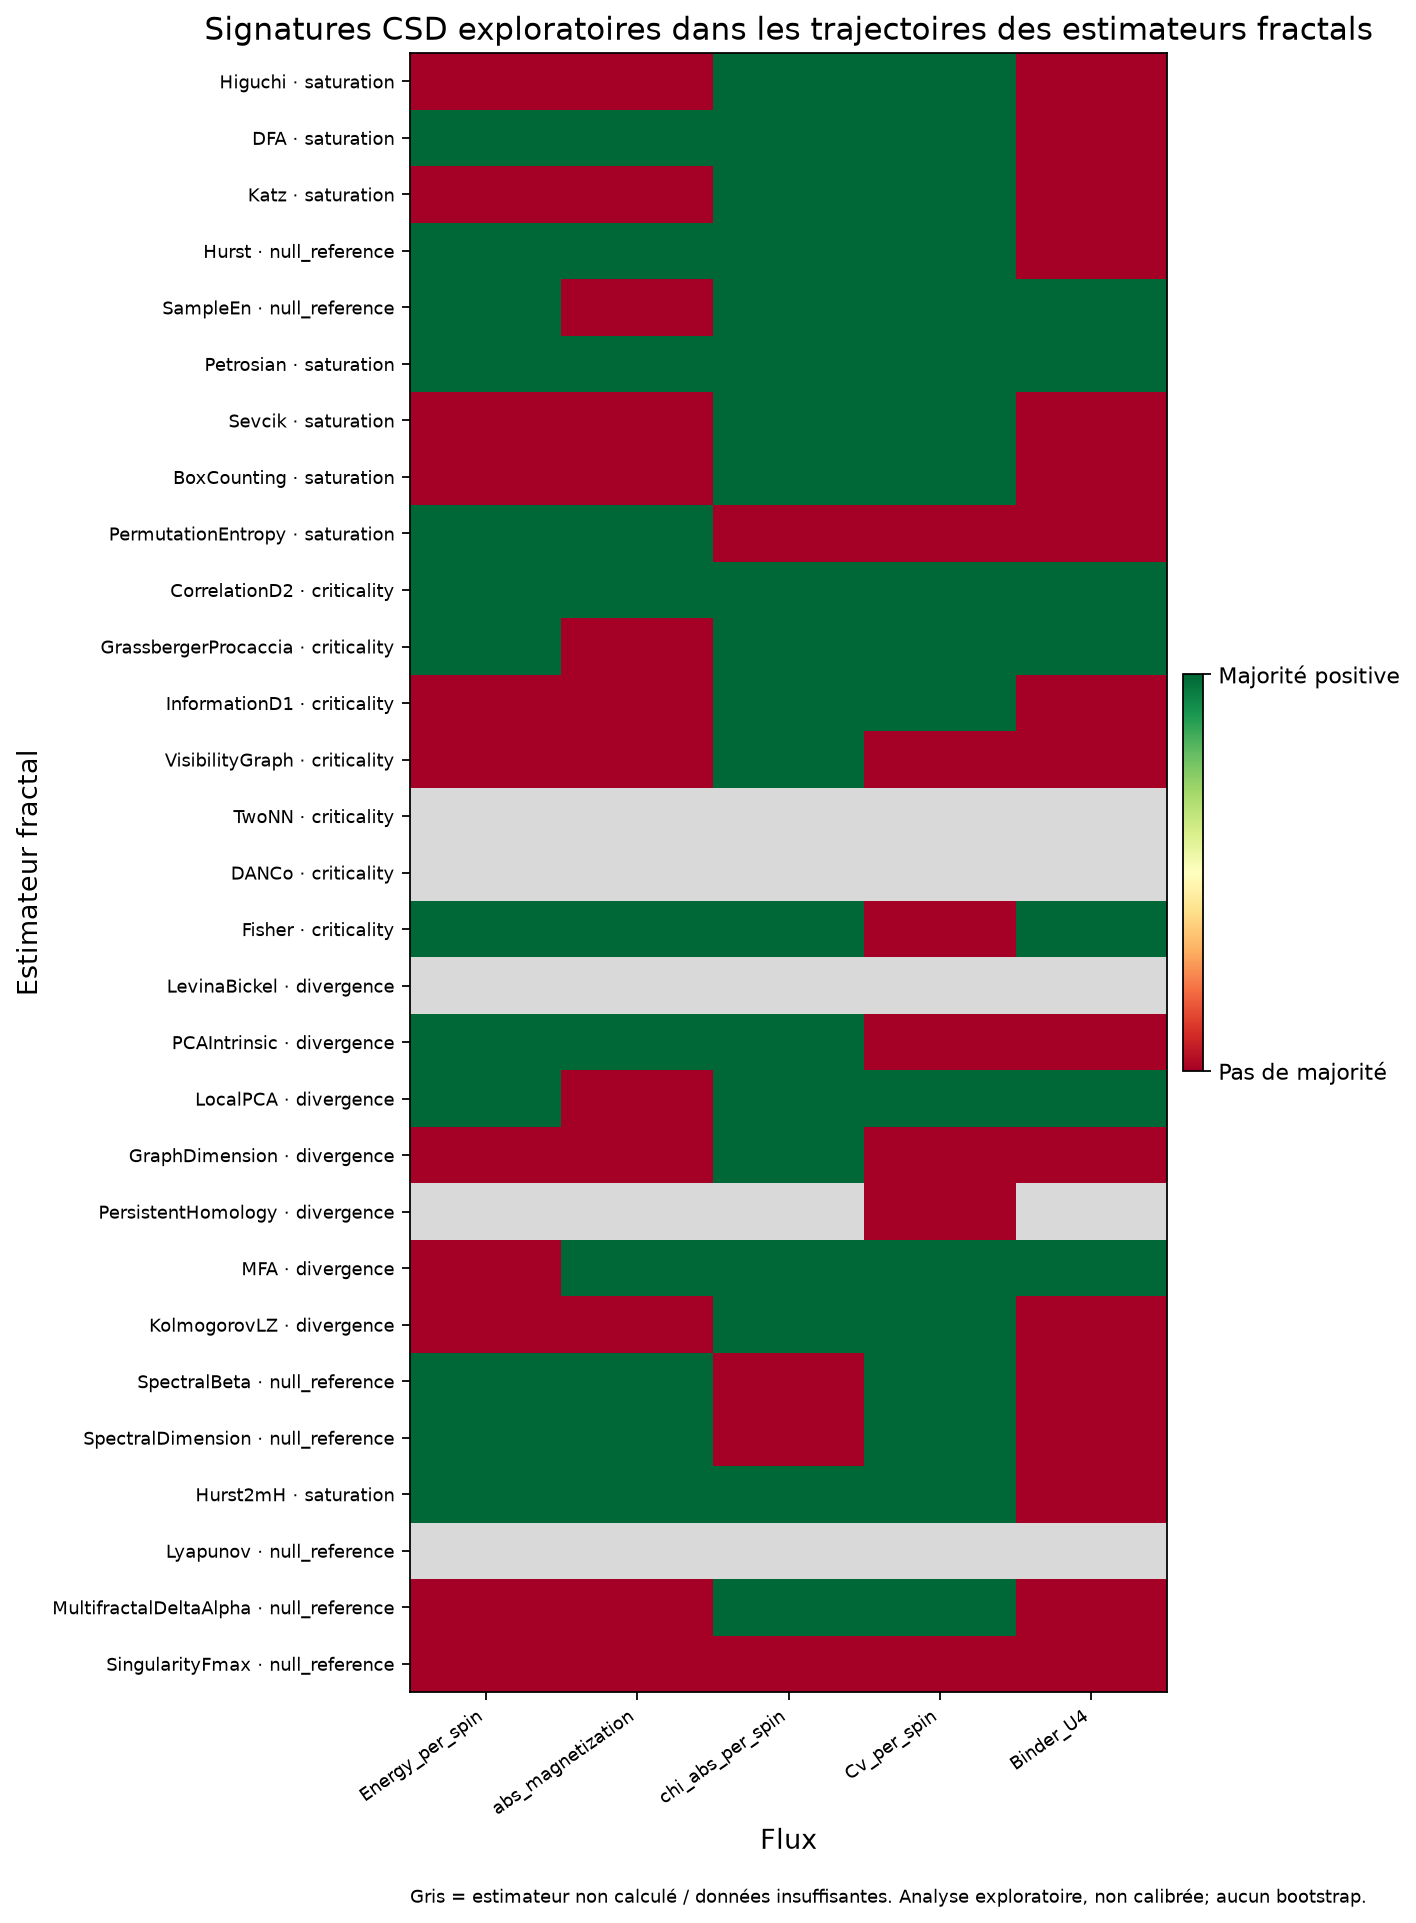 Signatures CSD exploratoires dans les trajectoires des estimateurs fractals
Higuchi · saturation
DFA · saturation
Katz · saturation
Hurst · null_reference
SampleEn · null_reference
Petrosian · saturation
Sevcik · saturation
BoxCounting · saturation
PermutationEntropy · saturation
CorrelationD2 · criticality
GrassbergerProcaccia · criticality
InformationD1 · criticality
VisibilityGraph · criticality
TwoNN · criticality
DANCo · criticality
Fisher · criticality
LevinaBickel · divergence
PCAIntrinsic · divergence
LocalPCA · divergence
GraphDimension · divergence
PersistentHomology · divergence
MFA · divergence
KolmogorovLZ · divergence
SpectralBeta · null_reference
SpectralDimension · null_reference
Hurst2mH · saturation
Lyapunov · null_reference
MultifractalDeltaAlpha · null_reference
SingularityFmax · null_reference
Estimateur fractal
Majorité positive
Pas de majorité
Energy_per_spin
abs_magnetization
chi_abs_per_spin
Cv_per_spin
Binder_U4
Flux
Gris = estimateur non calculé / données insuffisantes. Analyse exploratoire, non calibrée; aucun bootstrap.